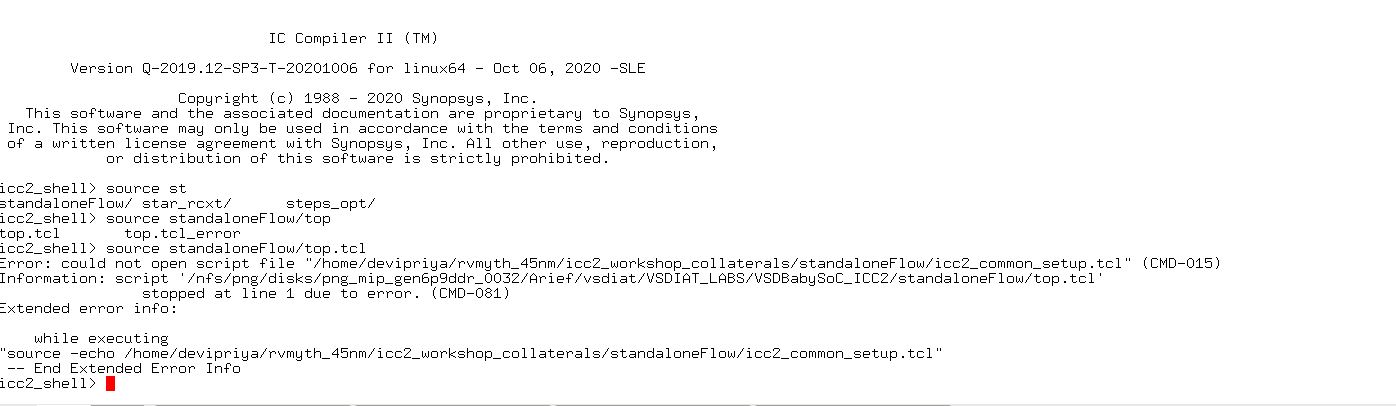 IC Compiler II (TM)
Version Q-2019.12-SP3-T-20201006 for linux64 - Oct 06, 2020 -SLE
Copyright (c) 1988 - 2020 Synopsys, Inc.
This software and the associated documentation are proprietary to Synopsys,
Inc. This software may only be used in accordance with the terms and conditions
of a written license agreement with Synopsys, Inc. All other use, reproduction,
or distribution of this software is strictly prohibited.
icc2_shell> source st
standaloneFlow/ star_rcxt/      steps_opt/
icc2_shell> source standaloneFlow/top
top.tcl       top.tcl_error
icc2_shell> source standaloneFlow/top.tcl
Error: could not open script file "/home/devipriya/rvmyth_45nm/icc2_workshop_collaterals/standaloneFlow/icc2_common_setup.tcl" (CMD-015)
Information: script '/nfs/png/disks/png_mip_gen6p9ddr_0032/Arief/vsdiat/VSDIAT_LABS/VSDBabySoC_ICC2/standaloneFlow/top.tcl'
stopped at line 1 due to error. (CMD-081)
Extended error info:
while executing
"source -echo /home/devipriya/rvmyth_45nm/icc2_workshop_collaterals/standaloneFlow/icc2_common_setup.tcl"
-- End Extended Error Info
icc2_shell>